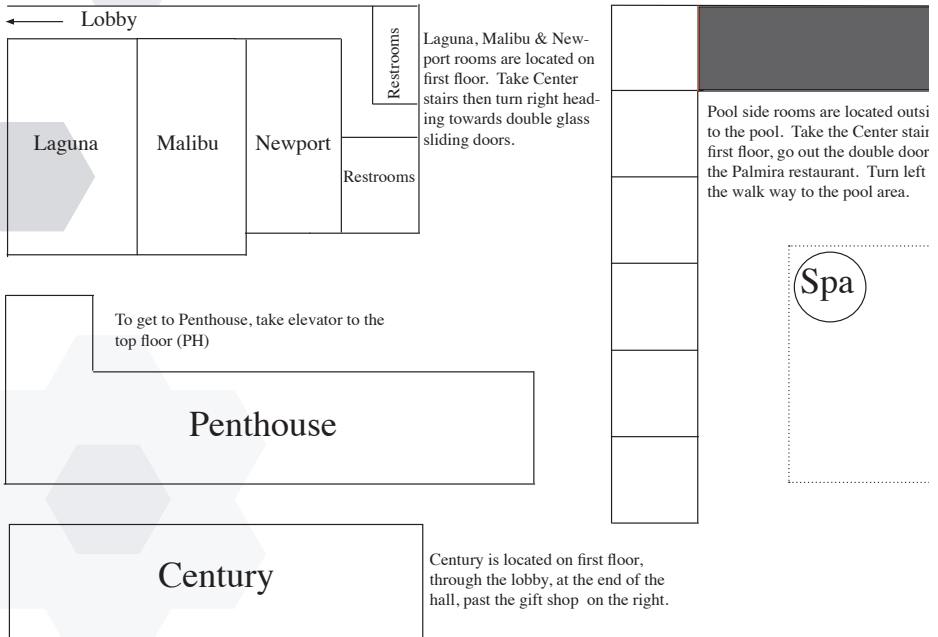 Lobby
Restrooms
Laguna
Malibu
Newport
Restrooms
Laguna, Malibu & New-
port rooms are located on
first floor.  Take Center
stairs then turn right head-
ing towards double glass
sliding doors.
Pool side rooms are located
to the pool.  Take the Center
first floor, go out the double
the Palmira restaurant.  Turn left
the walk way to the pool area.
Spa
To get to Penthouse, take elevator to the
top floor (PH)
Penthouse
Century
Century is located on first floor,
through the lobby, at the end of the
hall, past the gift shop  on the right.